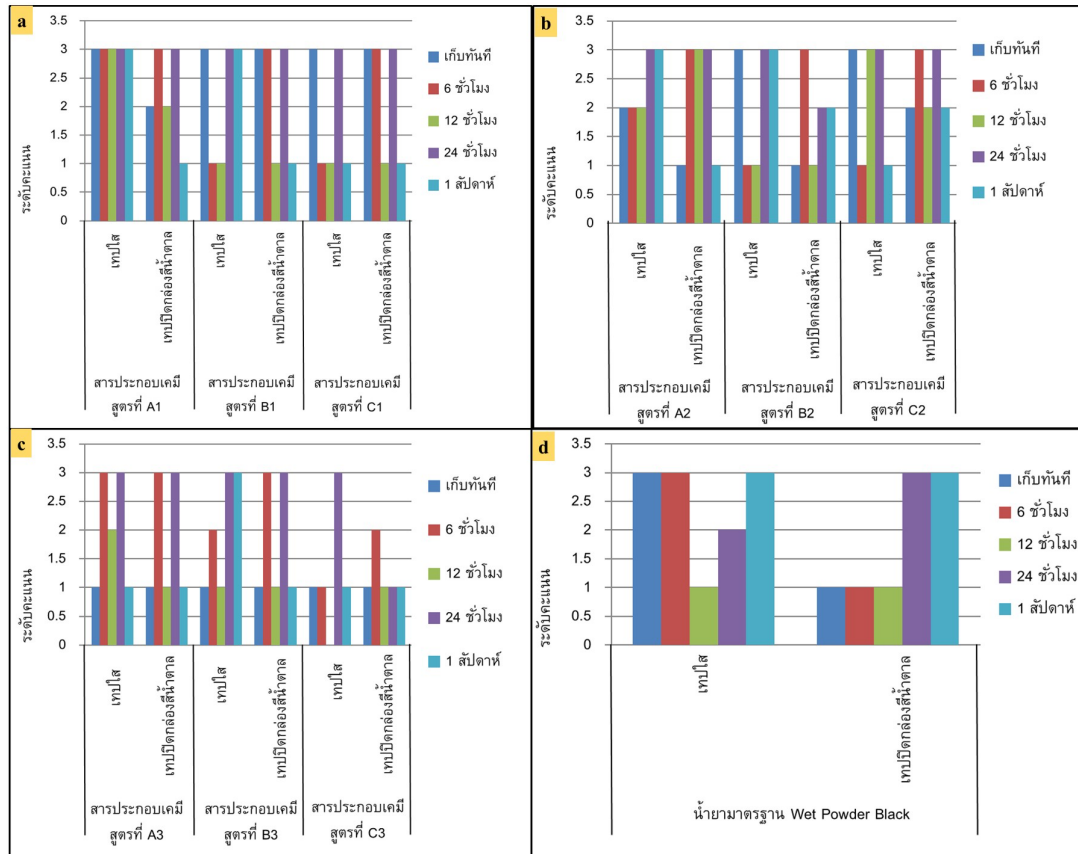 a
3.5
3
2.5
2
1.5
1
0.5
0
ระดับคะแนน
เก็บทันที
6 ชั่วโมง
12 ชั่วโมง
24 ชั่วโมง
1 สัปดาห์
เทปใส
เทปปิดกล่องสีน้ำตาล
เทปใส
เทปปิดกล่องสีน้ำตาล
เทปใส
เทปปิดกล่องสีน้ำตาล
สารประกอบเคมี
สูตรที่ A1
สารประกอบเคมี
สูตรที่ B1
สารประกอบเคมี
สูตรที่ C1
b
3.5
3
2.5
2
1.5
1
0.5
0
ระดับคะแนน
เก็บทันที
6 ชั่วโมง
12 ชั่วโมง
24 ชั่วโมง
1 สัปดาห์
เทปใส
เทปปิดกล่องสีน้ำตาล
เทปใส
เทปปิดกล่องสีน้ำตาล
เทปใส
เทปปิดกล่องสีน้ำตาล
สารประกอบเคมี
สูตรที่ A2
สารประกอบเคมี
สูตรที่ B2
สารประกอบเคมี
สูตรที่ C2
c
3.5
3
2.5
2
1.5
1
0.5
0
ระดับคะแนน
เก็บทันที
6 ชั่วโมง
12 ชั่วโมง
24 ชั่วโมง
1 สัปดาห์
เทปใส
เทปปิดกล่องสีน้ำตาล
เทปใส
เทปปิดกล่องสีน้ำตาล
เทปใส
เทปปิดกล่องสีน้ำตาล
สารประกอบเคมี
สูตรที่ A3
สารประกอบเคมี
สูตรที่ B3
สารประกอบเคมี
สูตรที่ C3
d
3.5
3
2.5
2
1.5
1
0.5
0
ระดับคะแนน
เก็บทันที
6 ชั่วโมง
12 ชั่วโมง
24 ชั่วโมง
1 สัปดาห์
เทปใส
เทปปิดกล่องสีน้ำตาล
น้ำยามาตรฐาน Wet Powder Black